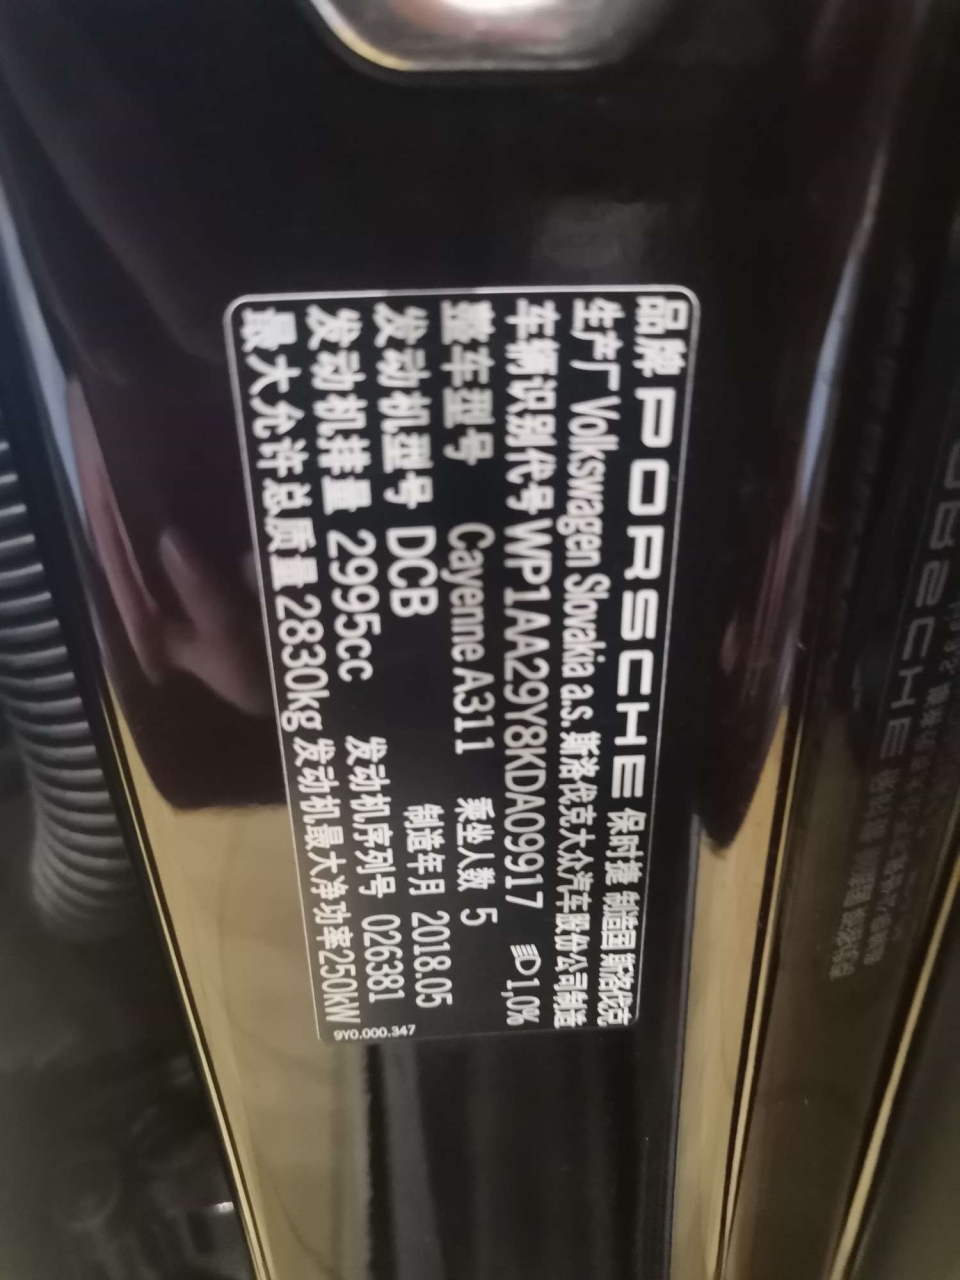 品牌 PORSCHE 保时捷 制造国 斯洛伐克
生产厂 Volkswagen Slovakia a.s. 斯洛伐克大众汽车股份公司制造
车辆识别代号 WP1AA29Y8KDA09917 1,0%
整车型号 Cayenne A311 乘坐人数 5
发动机型号 DCB 制造年月 2018.05
发动机排量 2995cc 发动机序列号 026381
最大允许总质量 2830kg 发动机最大净功率250kW
9Y0.000.347